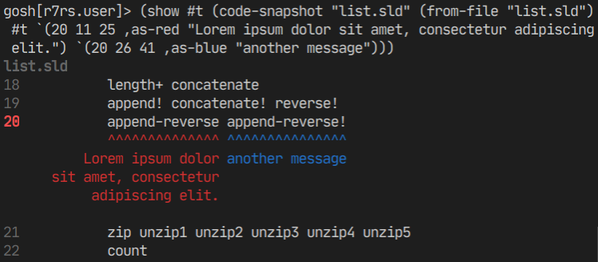 gosh[r7rs.user]> (show #t (code-snapshot "list.sld" (from-file "list.sld")
#t `(20 11 25 ,as-red "Lorem ipsum dolor sit amet, consectetur adipiscing
elit.") `(20 26 41 ,as-blue "another message")))
list.sld
18 length+ concatenate
19 append! concatenate! reverse!
20 append-reverse append-reverse!
^^^^^^^^^^^^^^ ^^^^^^^^^^^^^^^
Lorem ipsum dolor another message
sit amet, consectetur
adipiscing elit.
21 zip unzip1 unzip2 unzip3 unzip4 unzip5
22 count